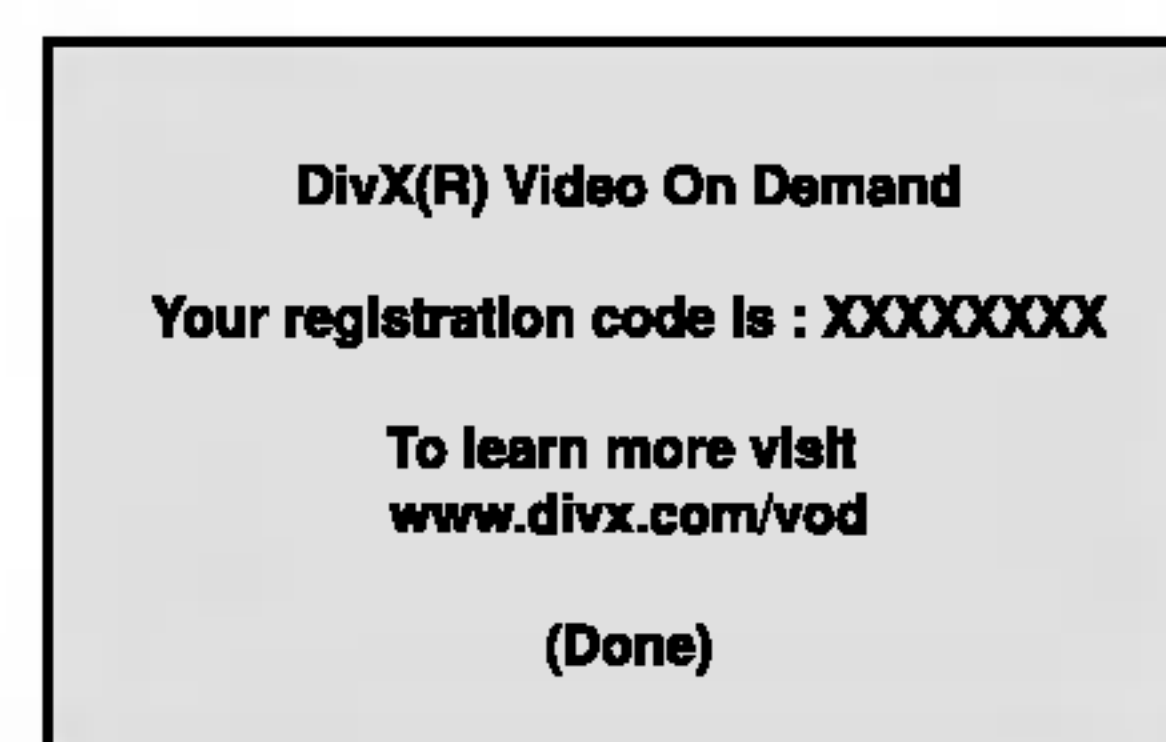 DivX(R) Video On Demand
Your registration code is : XXXXXXXX
To learn more visit
www.divx.com/vod
(Done)